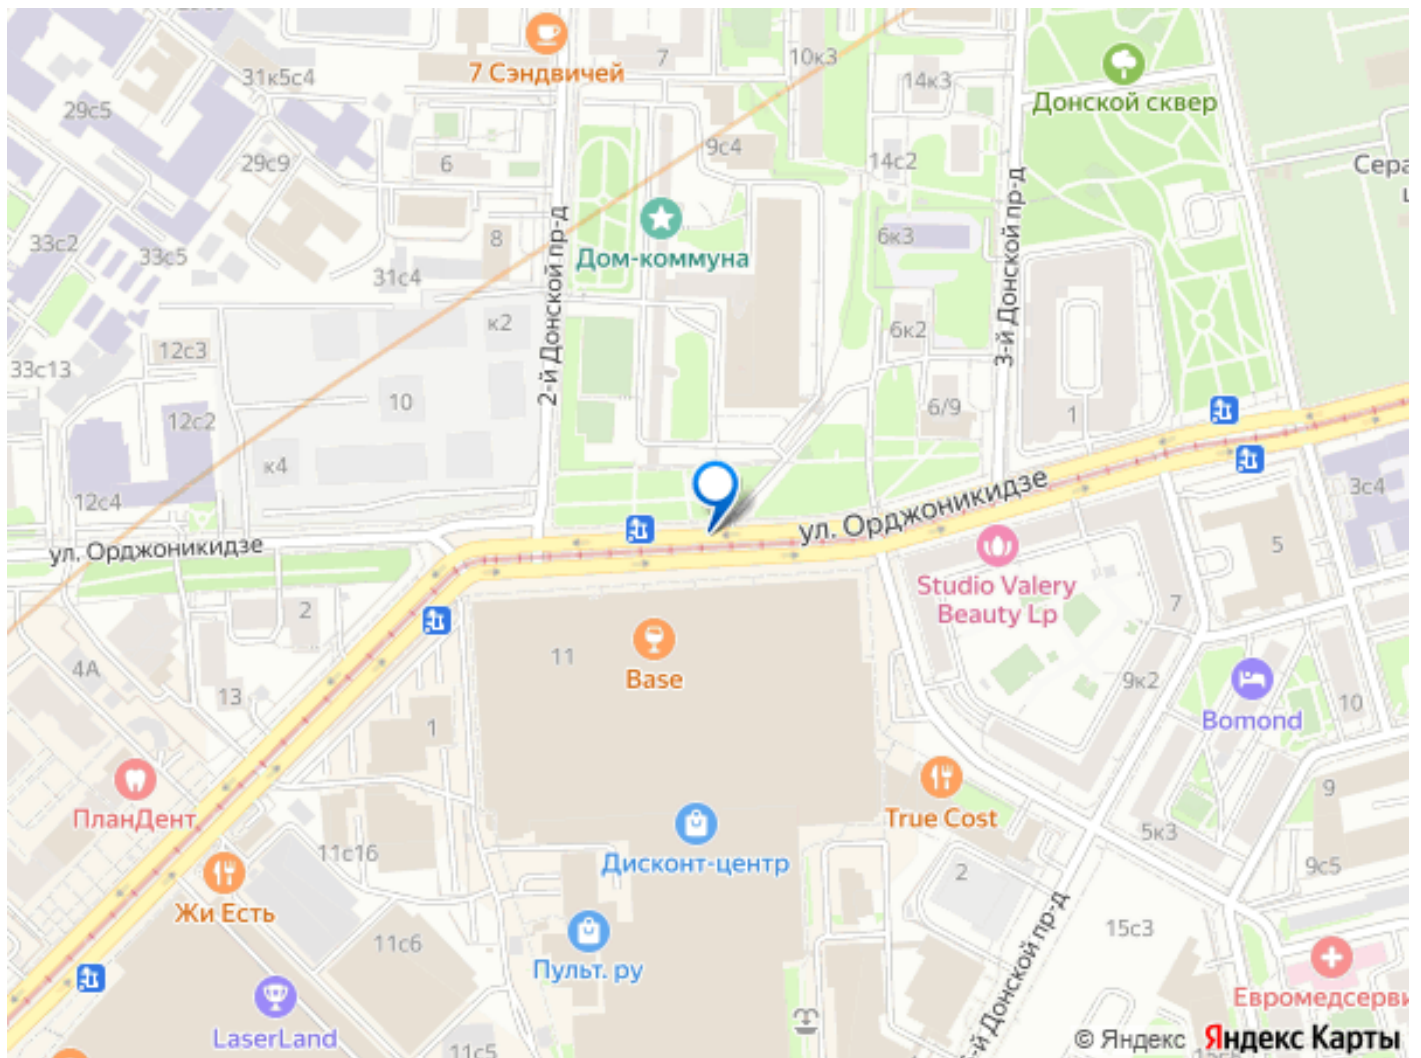 7 Сэндвичей
7
10к3
14к3
Донской сквер
31к5с4
29с5
29с9
6
9с4
14с2
Сера
ц
33с2
33с5
8
2-й Донской пр-д
Дом-коммуна
6к3
3-й Донской пр-д
31с4
к2
6к2
12с3
33с13
10
12с2
6/9
1
к4
12с4
3с4
ул. Орджоникидзе
ул. Орджоникидзе
5
Studio Valery
Beauty Lp
2
7
11
Base
4А
13
9к2
10
Bomond
1
ПланДент
True Cost
9
5к3
11с16
Дисконт-центр
2
9с5
Жи Есть
11с6
15с3
Пульт. ру
-й Донской пр-д
Евромедсерви
LaserLand
11с5
© Яндекс Яндекс Карты